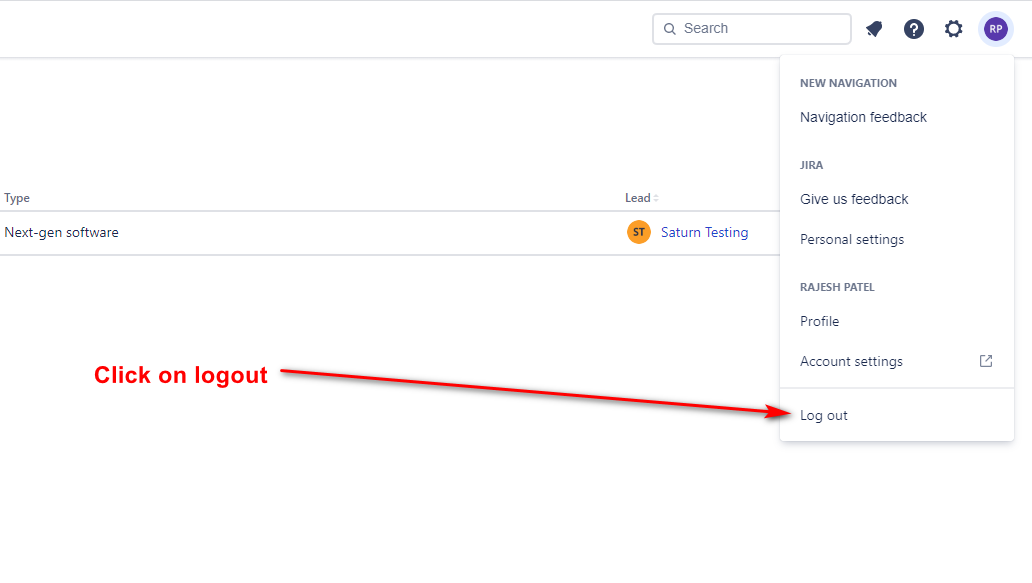 Search
RP
NEW NAVIGATION
Navigation feedback
JIRA
Type
Lead
Give us feedback
Next-gen software
ST Saturn Testing
Personal settings
RAJESH PATEL
Profile
Account settings
Click on logout
Log out